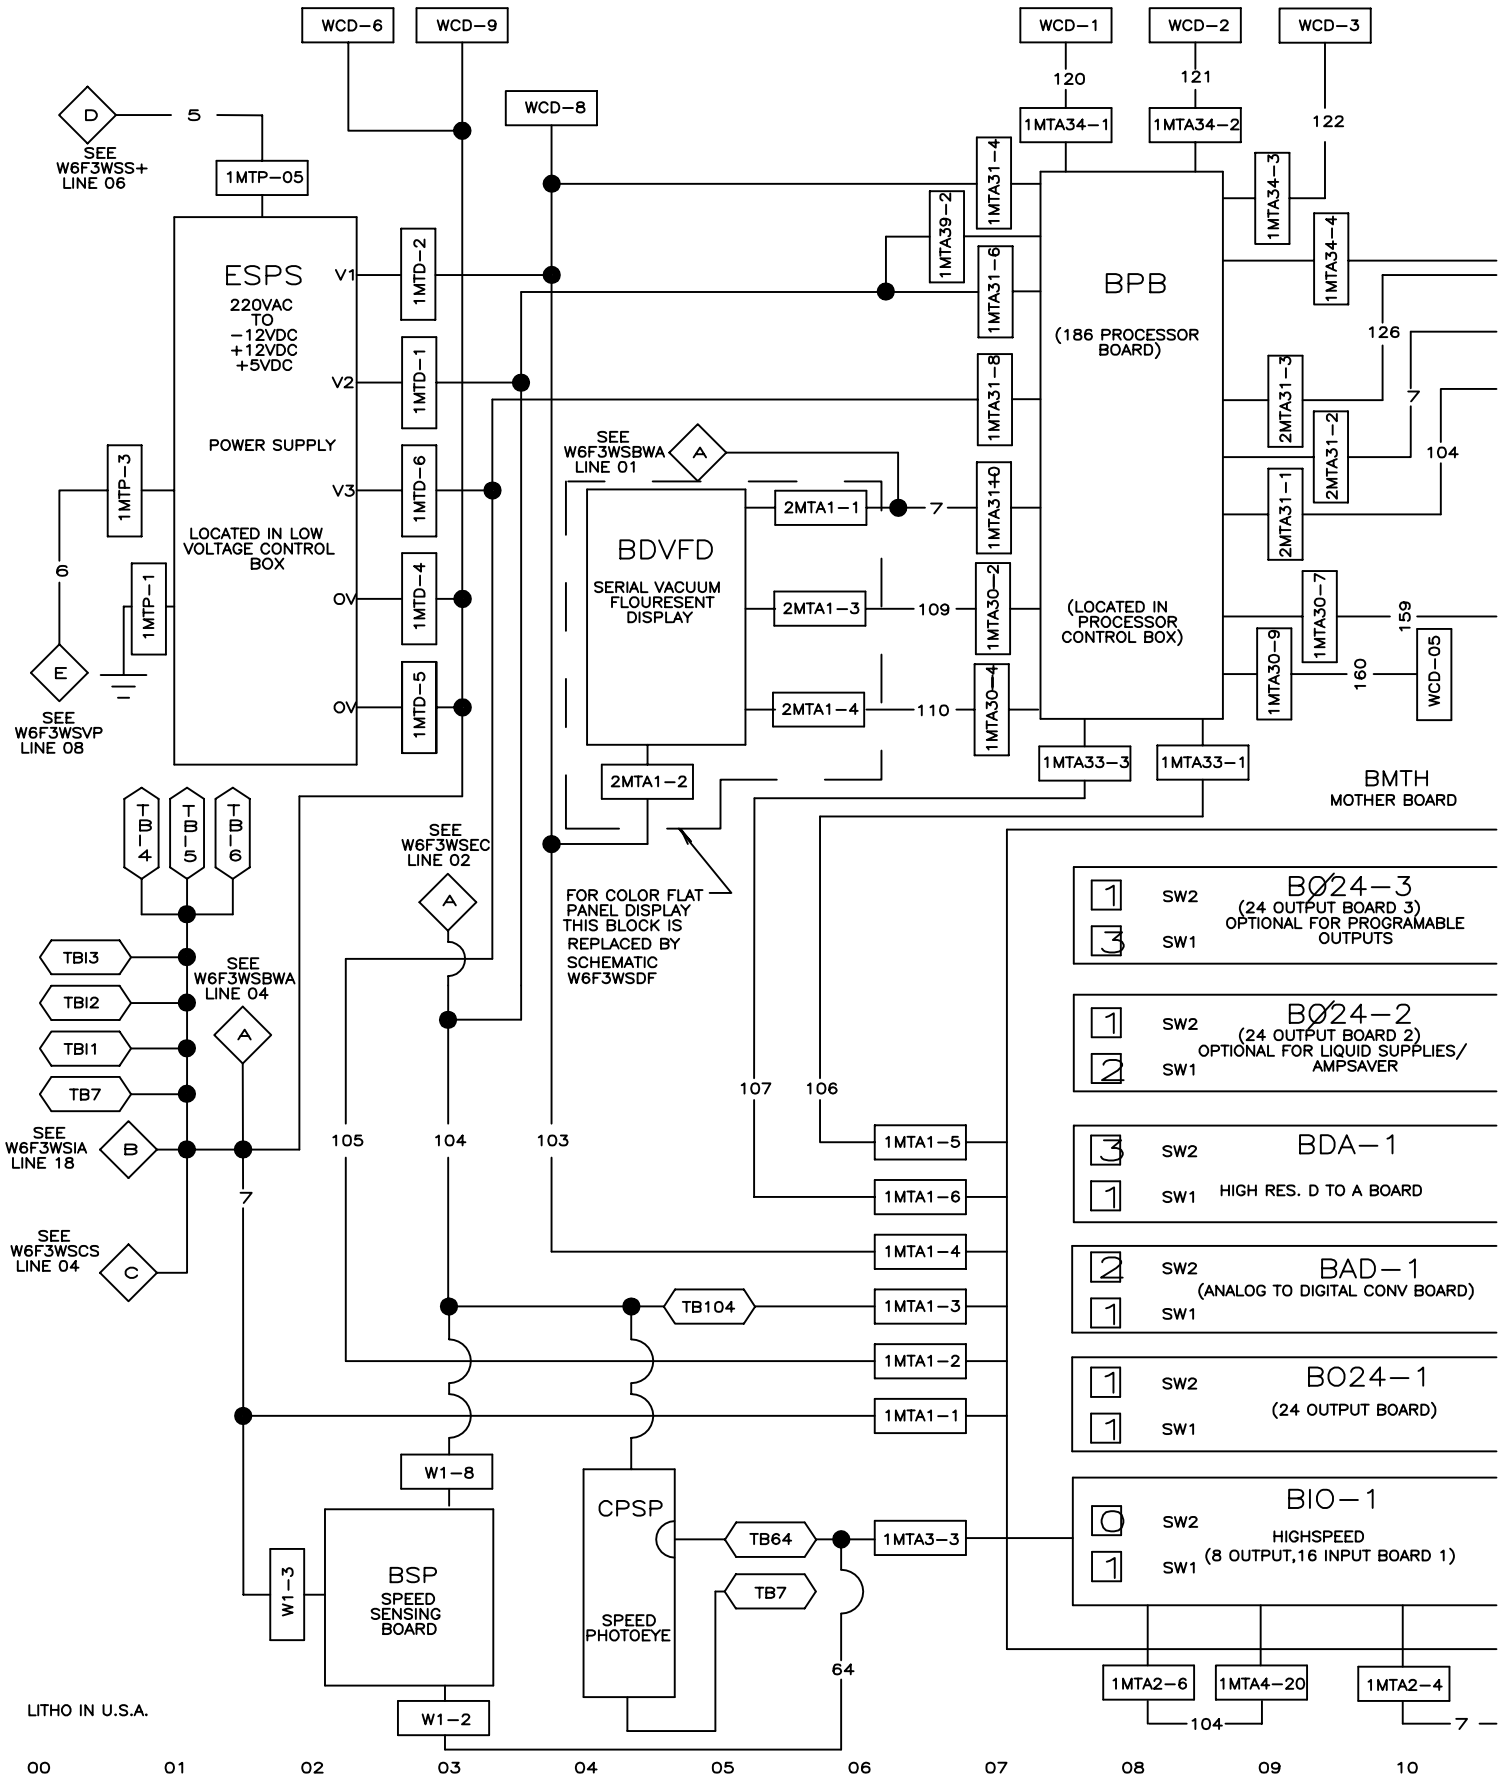 WCD-6
WCD-9
WCD-1
WCD-2
WCD-3
WCD-8
120
121
122
D
5
SEE
W6F3WSS+
LINE 06
1MTP-05
1MTA34-1
1MTA34-2
1MTA31-4
1MTA39-2
1MTA34-3
1MTA34-4
ESPS
220VAC
TO
-12VDC
+12VDC
+5VDC
POWER SUPPLY
LOCATED IN LOW
VOLTAGE CONTROL
BOX
V1
1MTD-2
V2
1MTD-1
V3
1MTD-6
0V
1MTD-4
0V
1MTD-5
1MTP-3
1MTP-1
6
E
SEE
W6F3WSVP
LINE 08
1MTA31-6
1MTA31-8
BPB
(186 PROCESSOR
BOARD)
(LOCATED IN
PROCESSOR
CONTROL BOX)
126
2MTA31-3
7
2MTA31-2
104
2MTA31-1
SEE
W6F3WSBWA
LINE 01
A
2MTA1-1
7
1MTA31-10
BDVFD
SERIAL VACUUM
FLOURESENT
DISPLAY
2MTA1-3
109
1MTA30-2
2MTA1-4
110
1MTA30-4
2MTA1-2
1MTA30-7
159
1MTA30-9
160
WCD-05
1MTA33-3
1MTA33-1
BMTH
MOTHER BOARD
TB14
TB15
TB16
SEE
W6F3WSEC
LINE 02
A
FOR COLOR FLAT
PANEL DISPLAY
THIS BLOCK IS
REPLACED BY
SCHEMATIC
W6F3WSDF
TB13
TB12
TB11
TB7
SEE
W6F3WSBWA
LINE 04
A
SEE
W6F3WSIA
LINE 18
B
7
SEE
W6F3WSCS
LINE 04
C
105
104
103
107
106
1MTA1-5
1MTA1-6
1MTA1-4
TB104
1MTA1-3
1MTA1-2
1MTA1-1
1 SW2
3 SW1
BØ24-3
(24 OUTPUT BOARD 3)
OPTIONAL FOR PROGRAMABLE
OUTPUTS
1 SW2
2 SW1
BØ24-2
(24 OUTPUT BOARD 2)
OPTIONAL FOR LIQUID SUPPLIES/
AMPSAVER
3 SW2
1 SW1
BDA-1
HIGH RES. D TO A BOARD
2 SW2
1 SW1
BAD-1
(ANALOG TO DIGITAL CONV BOARD)
1 SW2
1 SW1
BO24-1
(24 OUTPUT BOARD)
0 SW2
1 SW1
BIO-1
HIGHSPEED
(8 OUTPUT,16 INPUT BOARD 1)
W1-8
W1-3
BSP
SPEED
SENSING
BOARD
W1-2
CPSP
SPEED
PHOTOEYE
TB64
TB7
1MTA3-3
64
1MTA2-6
1MTA4-20
1MTA2-4
104
7
LITHO IN U.S.A.
00 01 02 03 04 05 06 07 08 09 10